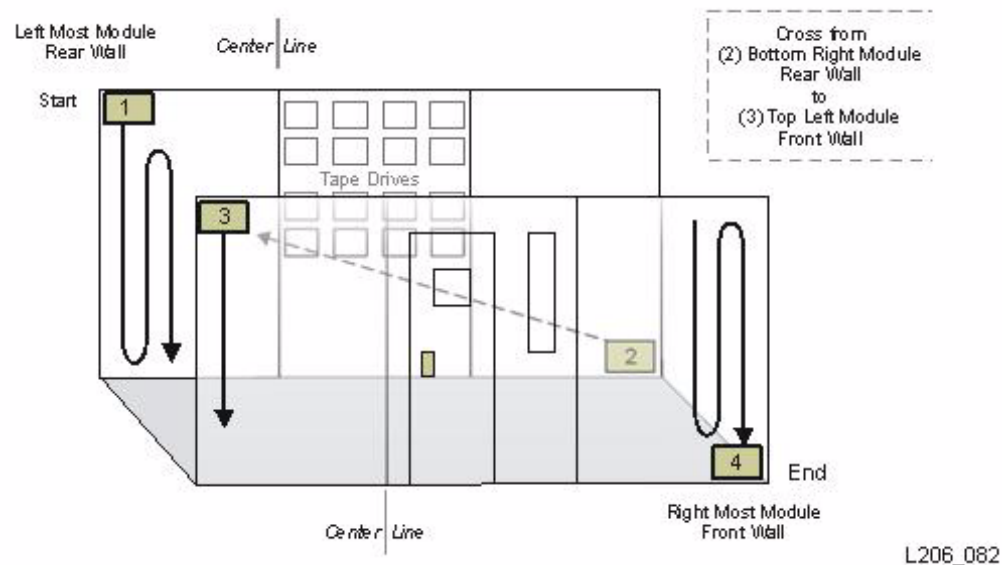 Left Most Module
Rear Wall
Center Line
Cross from
(2) Bottom Right Module
Rear Wall
to
(3) Top Left Module
Front Wall
Start
1
Tape Drives
3
2
4
End
Right Most Module
Front Wall
Center Line
L206_082